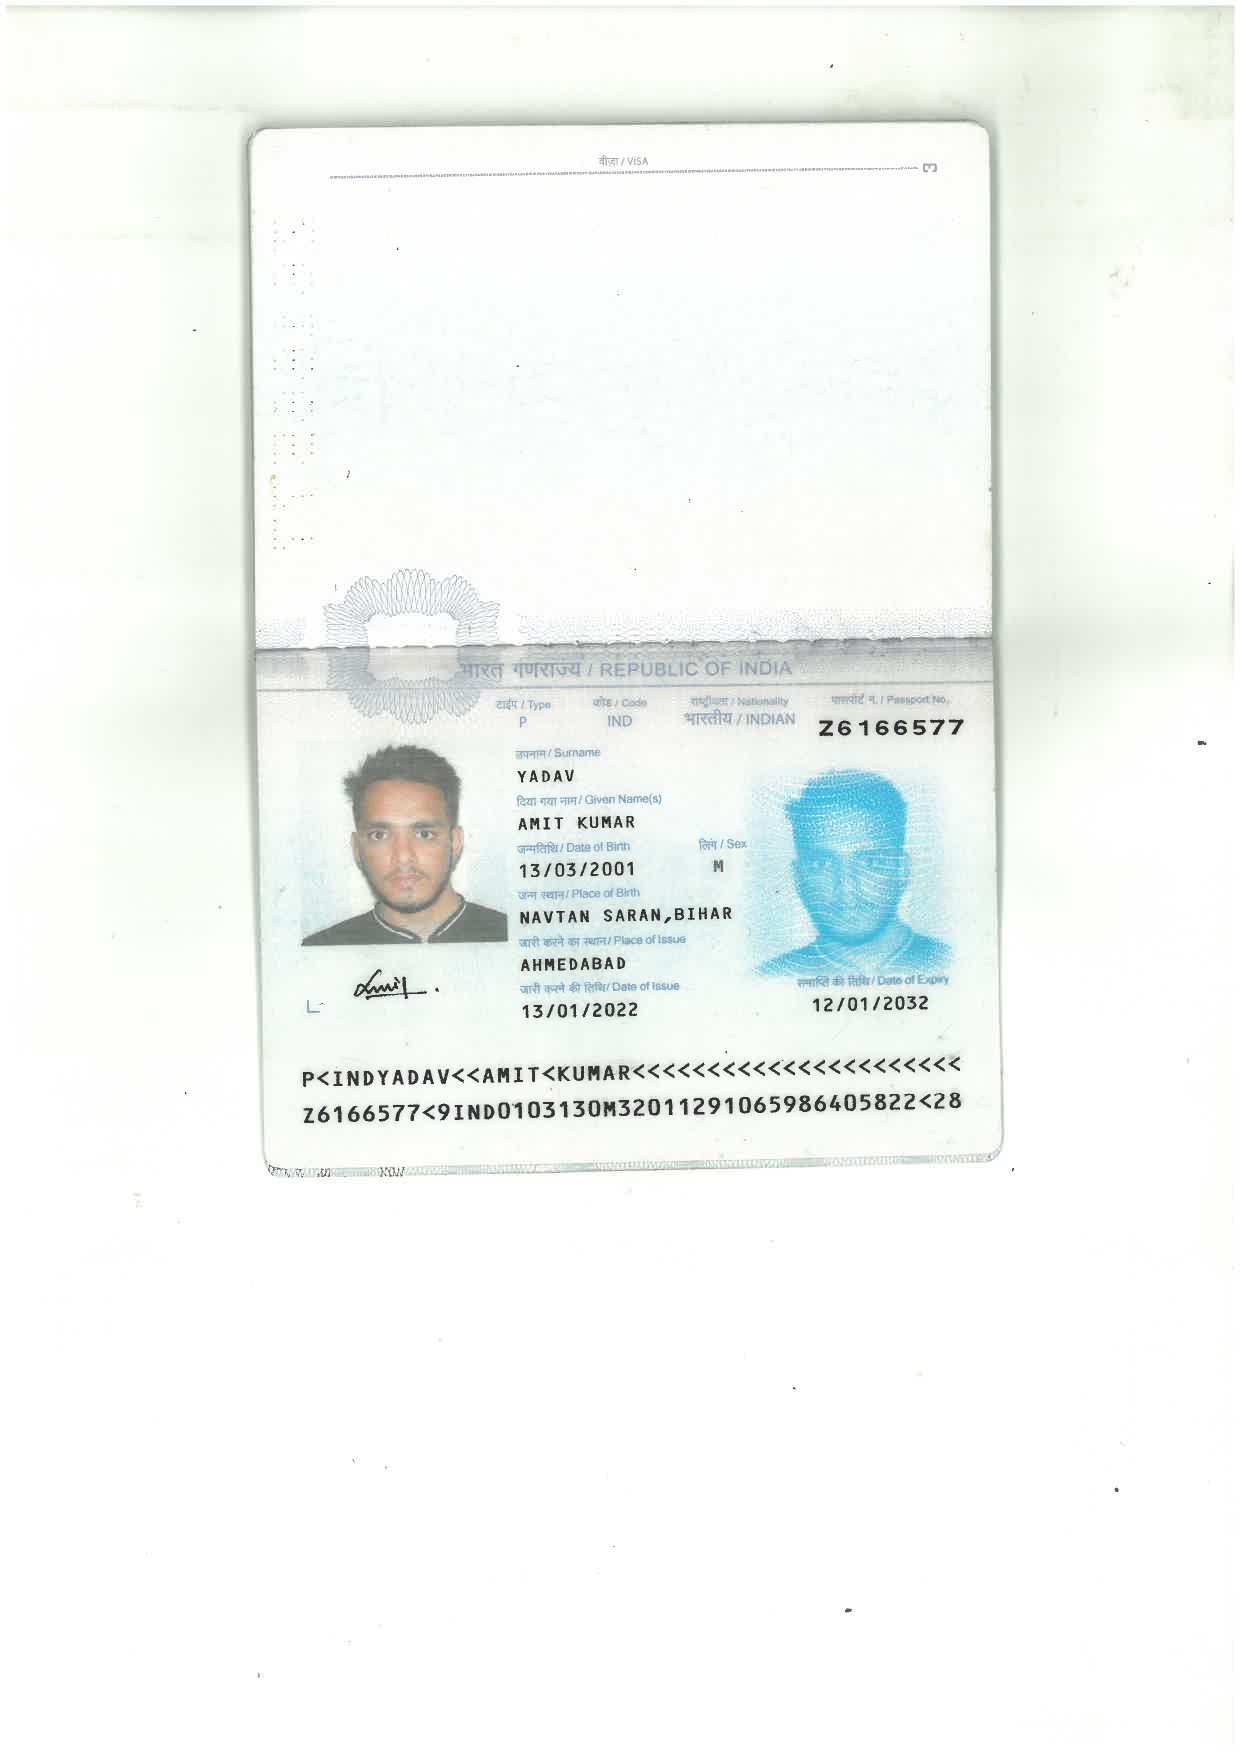 वीज़ा / VISA
3
भारत गणराज्य / REPUBLIC OF INDIA
टाईप / Type कोड / Code राष्ट्रीयता / Nationality पासपोर्ट न. / Passport No.
P IND भारतीय / INDIAN Z6166577
उपनाम / Surname
YADAV
दिया गया नाम / Given Name(s)
AMIT KUMAR
जन्मतिथि / Date of Birth लिंग / Sex
13/03/2001 M
जन्म स्थान / Place of Birth
NAVTAN SARAN,BIHAR
जारी करने का स्थान / Place of Issue
AHMEDABAD
जारी करने की तिथि / Date of Issue समाप्ति की तिथि / Date of Expiry
13/01/2022 12/01/2032
Amit
P<INDYADAV<<AMIT<KUMAR<<<<<<<<<<<<<<<<<<<<<<
Z6166577<9IND0103130M32011291065986405822<28